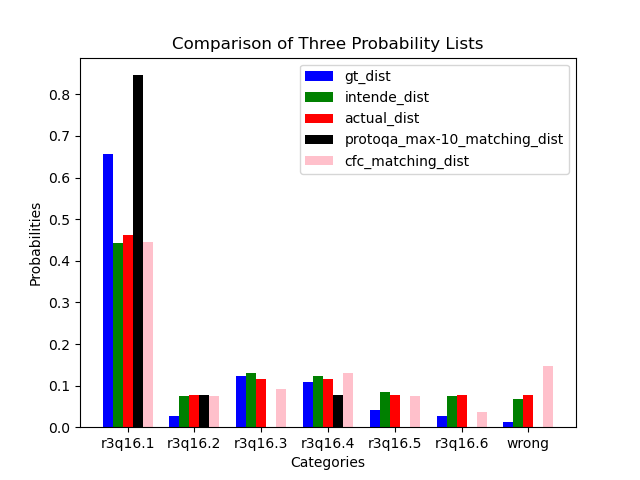 Comparison of Three Probability Lists
gt_dist
intende_dist
actual_dist
protoqa_max-10_matching_dist
cfc_matching_dist
Probabilities
0.8
0.7
0.6
0.5
0.4
0.3
0.2
0.1
0.0
r3q16.1 r3q16.2 r3q16.3 r3q16.4 r3q16.5 r3q16.6 wrong
Categories